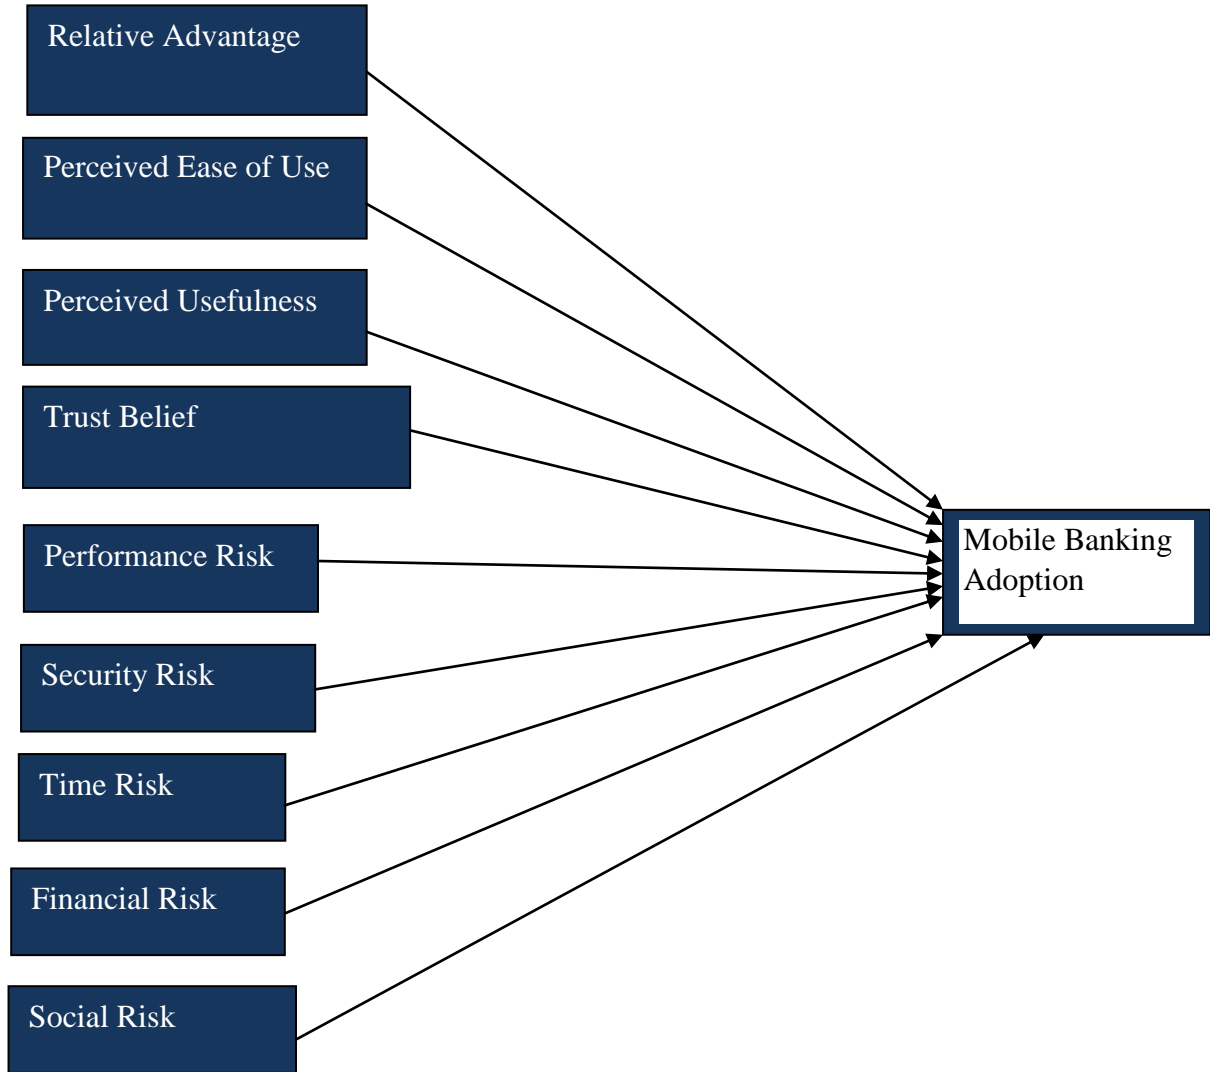 Relative Advantage
Perceived Ease of Use
Perceived Usefulness
Trust Belief
Performance Risk
Security Risk
Time Risk
Financial Risk
Social Risk
Mobile Banking
Adoption